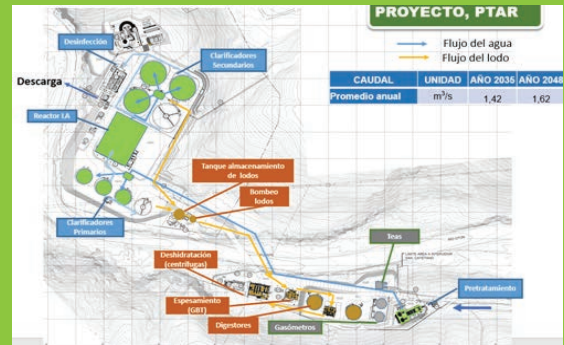 PROYECTO, PTAR
Flujo del agua
Flujo del lodo
CAUDAL UNIDAD AÑO 2035 AÑO 2048
Promedio anual m³/s 1,42 1,62
Desinfección
Clarificadores
Secundarios
Descarga
Reactor LA
Tanque almacenamiento
de lodos
Bombeo
lodos
Clarificadores
Primarios
Teas
Deshidratación
(centrífugas)
Pretratamiento
Espesamiento
(GBT)
Digestores
Gasómetros